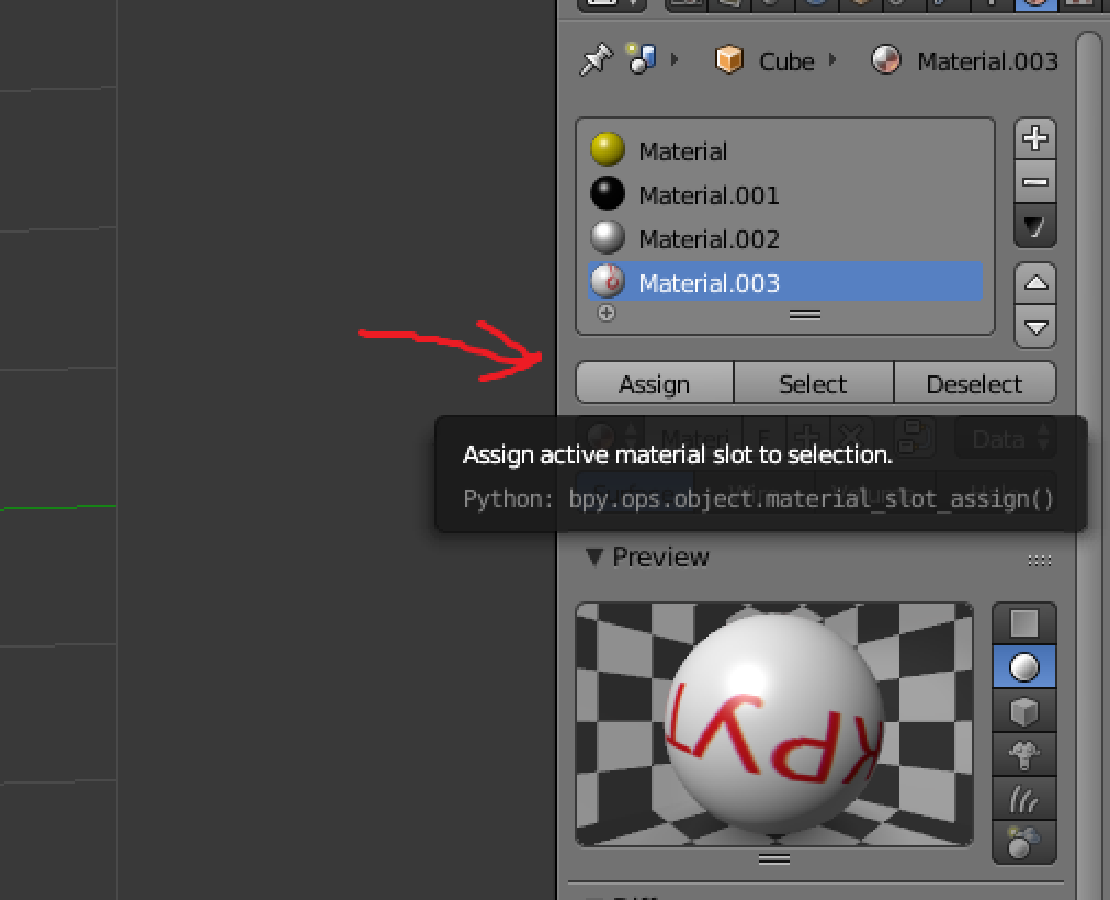 Cube Material.003
Material
Material.001
Material.002
Material.003
Assign Select Deselect
Materi F Data
Assign active material slot to selection.
Python: bpy.ops.object.material_slot_assign()
Preview
крут